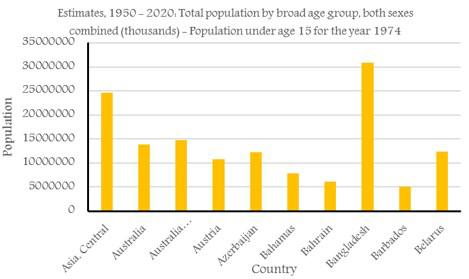 Estimates, 1950 - 2020: Total population by broad age group, both sexes
combined (thousands) - Population under age 15 for the year 1974
35000000
30000000
25000000
20000000
15000000
10000000
5000000
0
Population
Asia, Central
Australia
Australia...
Austria
Azerbaijan
Bahamas
Bahrain
Bangladesh
Barbados
Belarus
Country